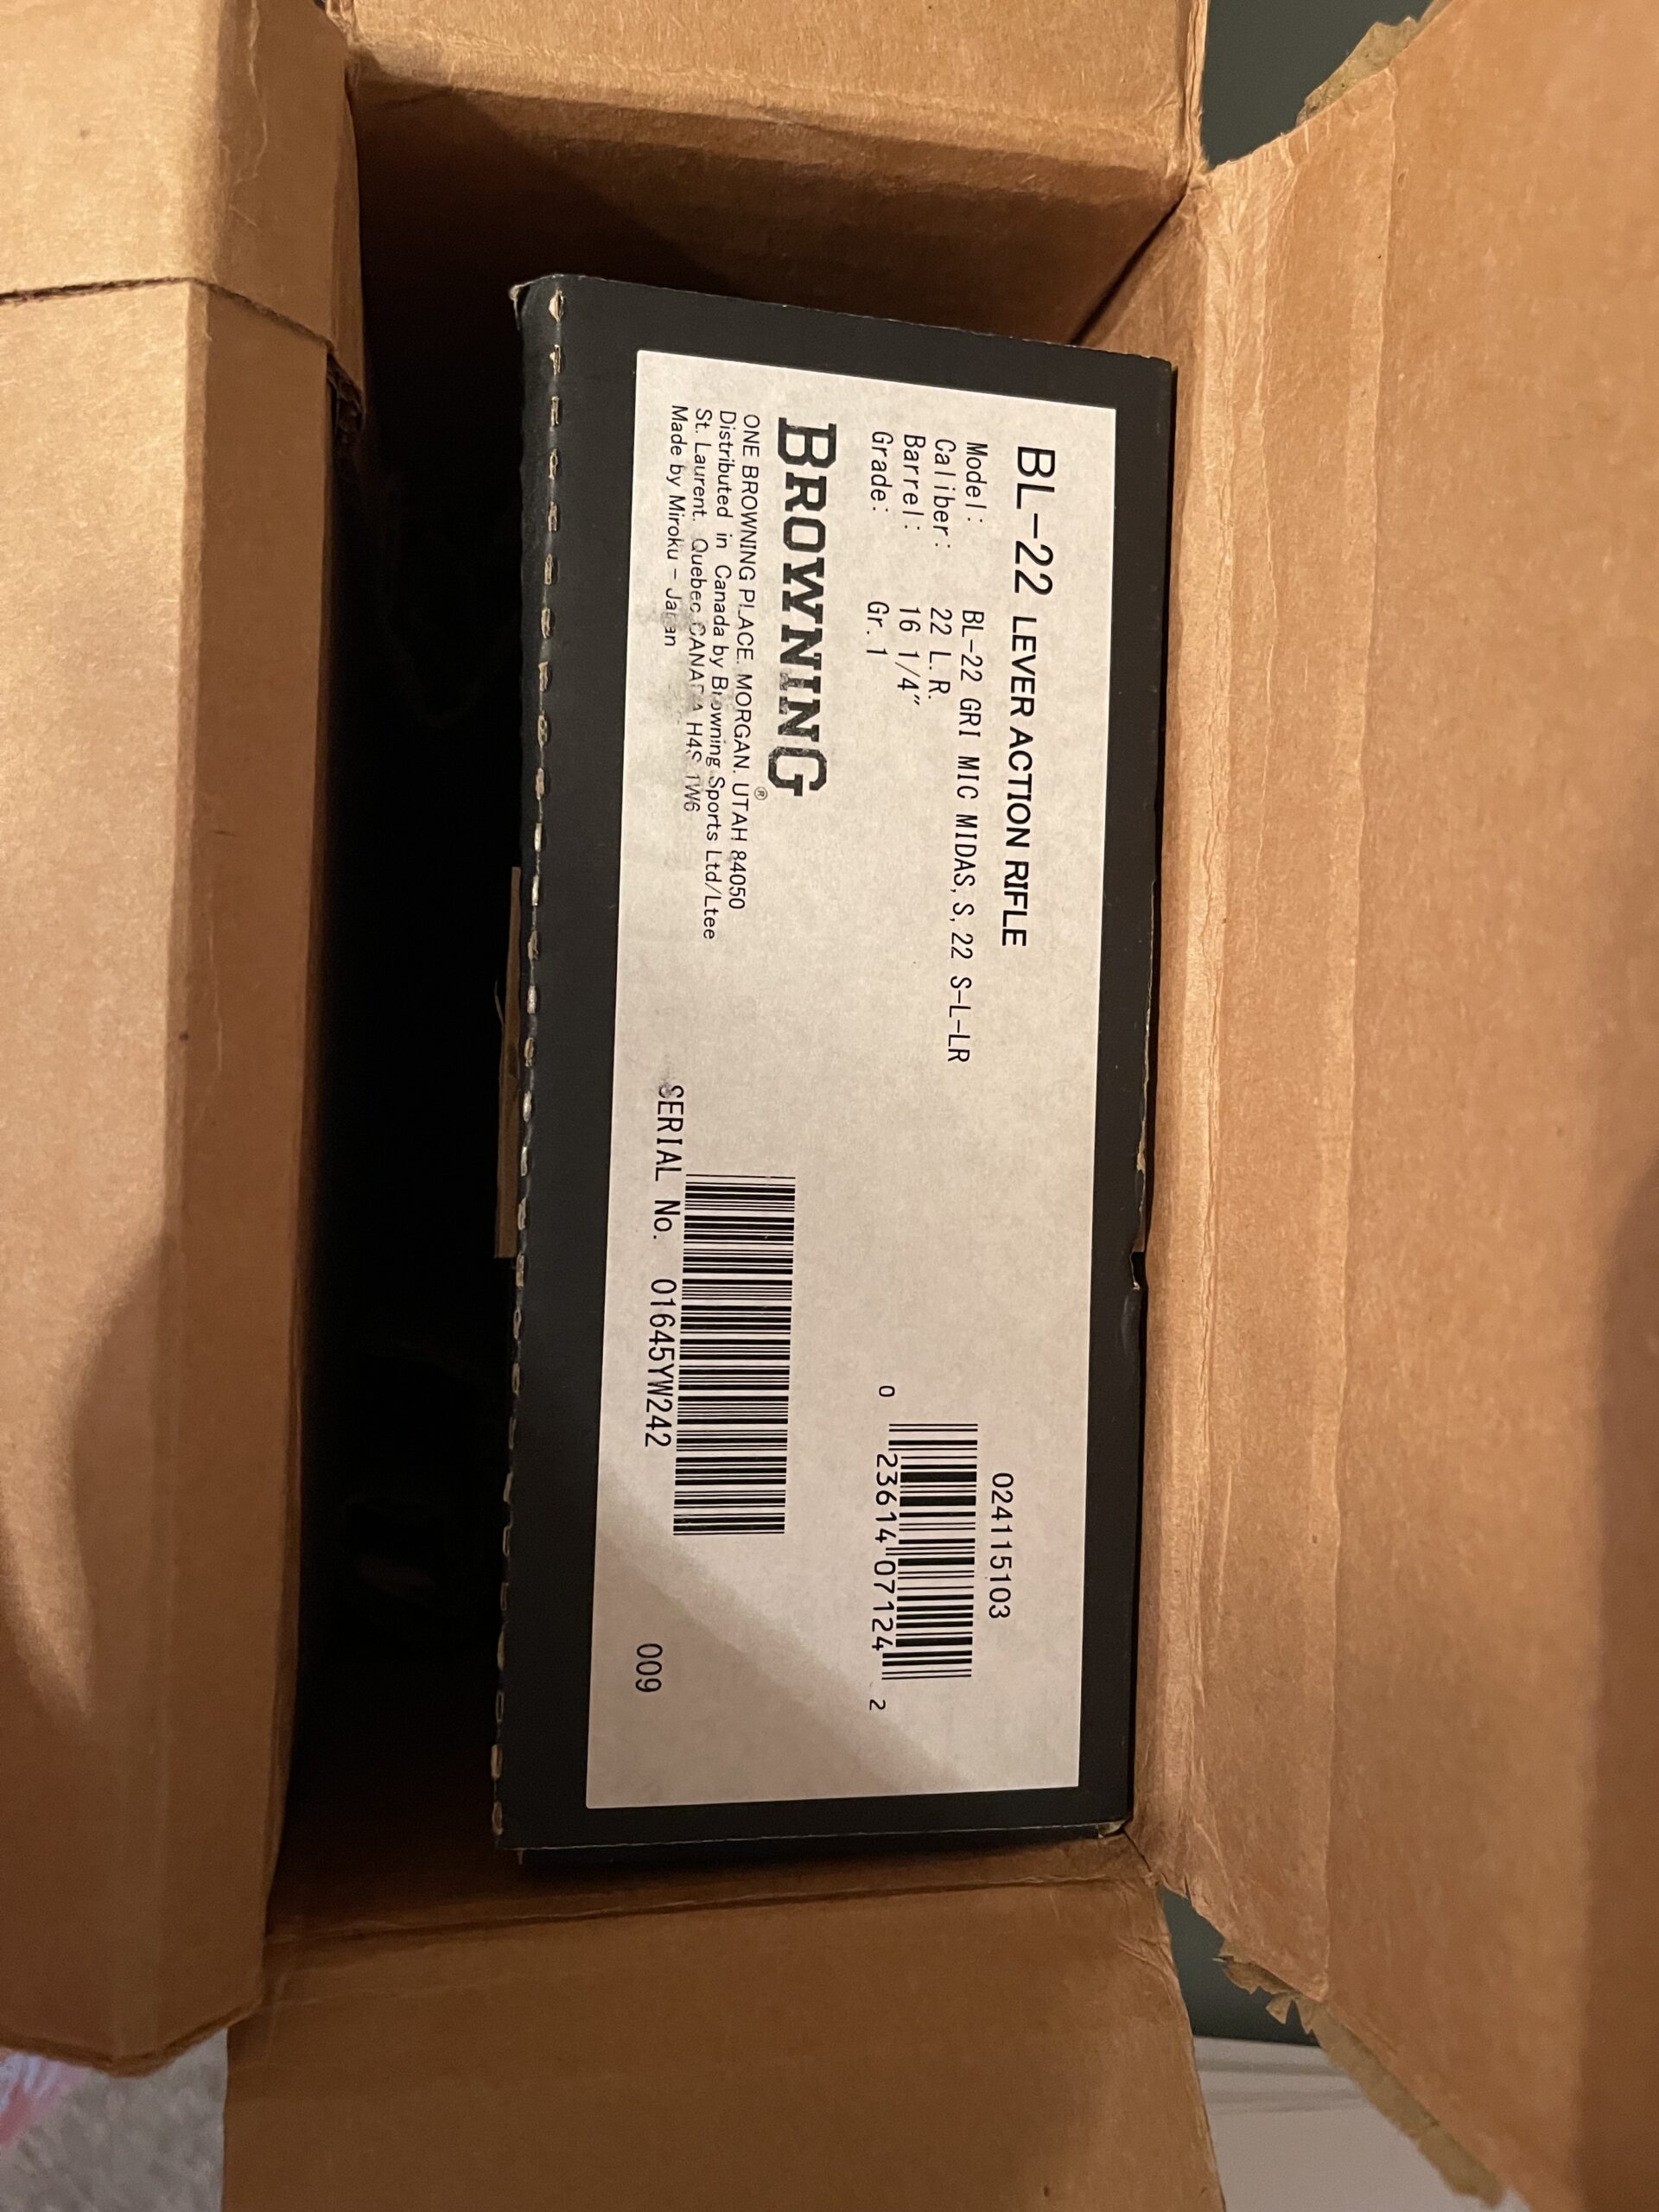 BL-22 LEVER ACTION RIFLE
Model: BL-22 GRI MIC MIDAS, S, 22 S-L-LR
Caliber: 22 L.R.
Barrel: 16 1/4″
Grade: Gr.1
BROWNING®
ONE BROWNING PLACE. MORGAN. UTAH 84050
Distributed in Canada by Browning Sports Ltd/Ltee
St. Laurent. Quebec CANADA H4S 1W6
Made by Miroku - Japan
024115103
0 23614 07124 2
SERIAL No. 01645YW242
009